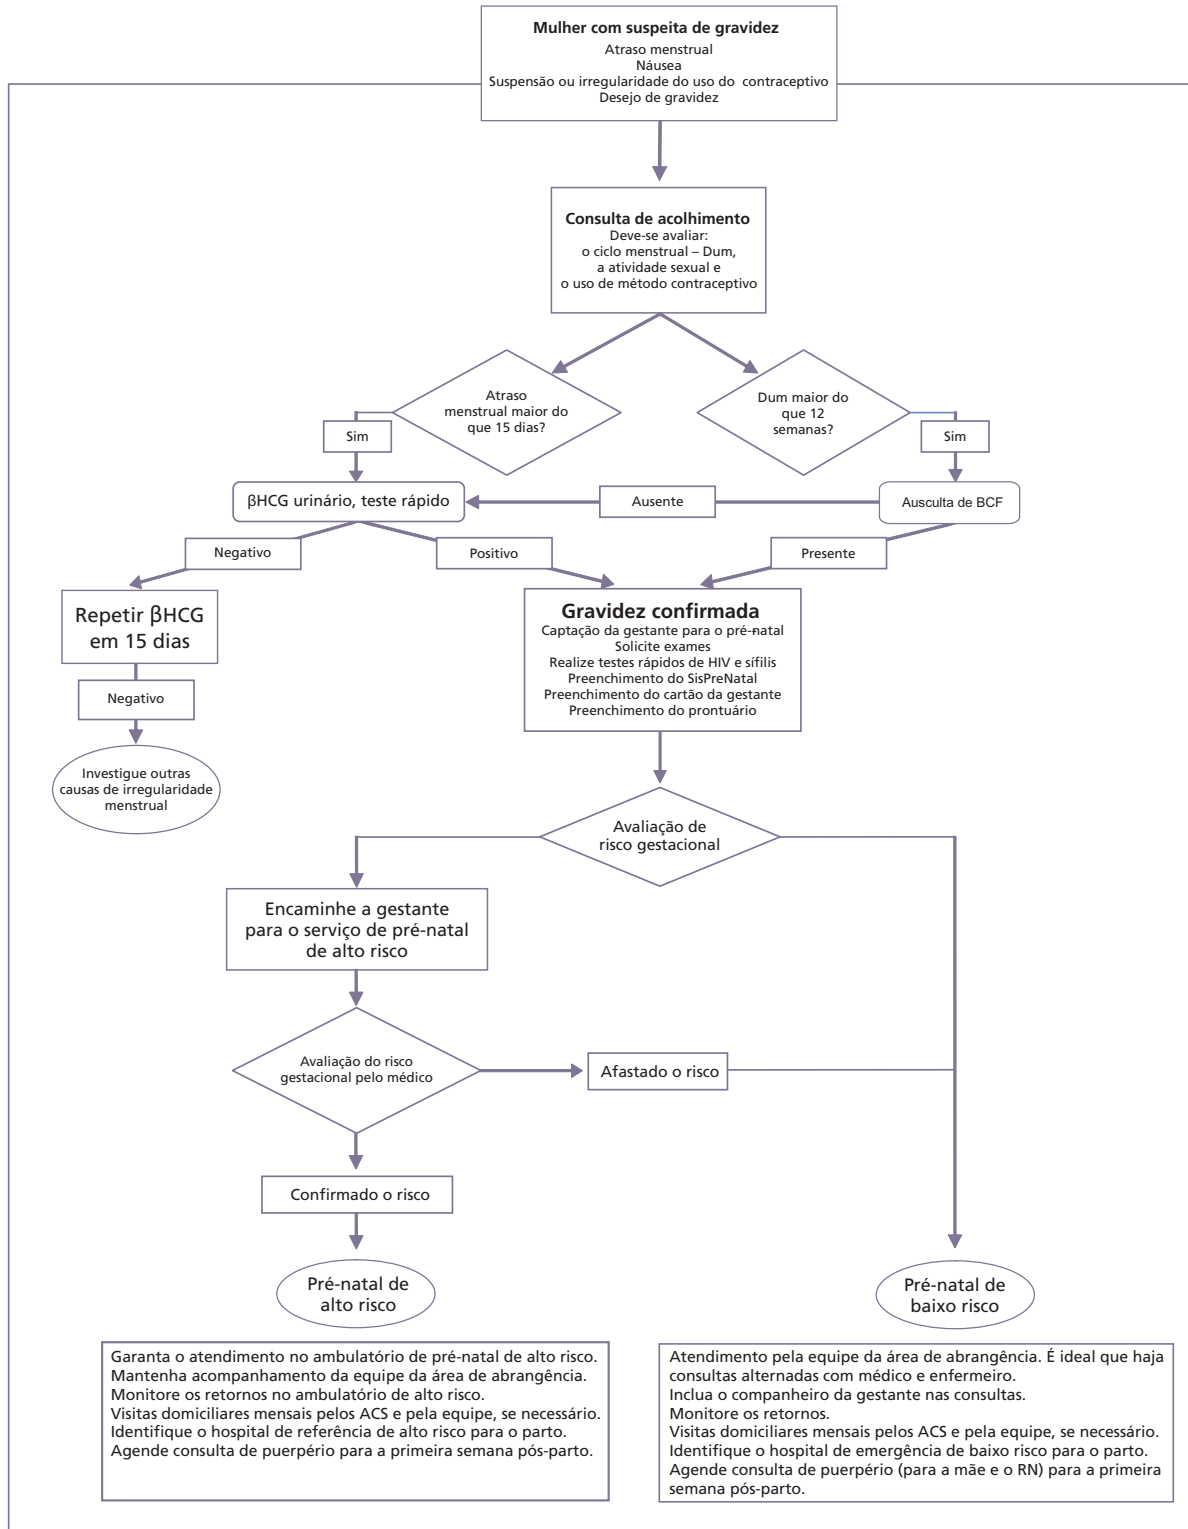 Mulher com suspeita de gravidez
Atraso menstrual
Náusea
Suspensão ou irregularidade do uso do contraceptivo
Desejo de gravidez
Consulta de acolhimento
Deve-se avaliar:
o ciclo menstrual – Dum,
a atividade sexual e
o uso de método contraceptivo
Atraso
menstrual maior do
que 15 dias?
Dum maior do
que 12
semanas?
Sim
Sim
βHCG urinário, teste rápido
Ausente
Ausculta de BCF
Negativo
Positivo
Presente
Repetir βHCG
em 15 dias
Negativo
Investigue outras
causas de irregularidade
menstrual
Gravidez confirmada
Captação da gestante para o pré-natal
Solicite exames
Realize testes rápidos de HIV e sífilis
Preenchimento do SisPreNatal
Preenchimento do cartão da gestante
Preenchimento do prontuário
Avaliação de
risco gestacional
Encaminhe a gestante
para o serviço de pré-natal
de alto risco
Avaliação do risco
gestacional pelo médico
Afastado o risco
Confirmado o risco
Pré-natal de
alto risco
Pré-natal de
baixo risco
Garanta o atendimento no ambulatório de pré-natal de alto risco.
Mantenha acompanhamento da equipe da área de abrangência.
Monitore os retornos no ambulatório de alto risco.
Visitas domiciliares mensais pelos ACS e pela equipe, se necessário.
Identifique o hospital de referência de alto risco para o parto.
Agende consulta de puerpério para a primeira semana pós-parto.
Atendimento pela equipe da área de abrangência. É ideal que haja
consultas alternadas com médico e enfermeiro.
Inclua o companheiro da gestante nas consultas.
Monitore os retornos.
Visitas domiciliares mensais pelos ACS e pela equipe, se necessário.
Identifique o hospital de emergência de baixo risco para o parto.
Agende consulta de puerpério (para a mãe e o RN) para a primeira
semana pós-parto.